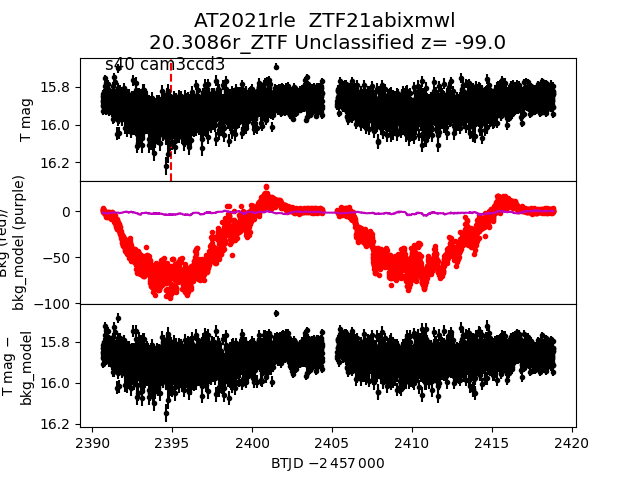 AT2021rle  ZTF21abixmwl
20.3086r_ZTF Unclassified z= -99.0
s40 cam3ccd3
15.8
16.0
16.2
T mag
0
−50
−100
Bkg (red)/
bkg_model (purple)
15.8
16.0
16.2
T mag −
bkg_model
2390 2395 2400 2405 2410 2415 2420
BTJD −2 457 000